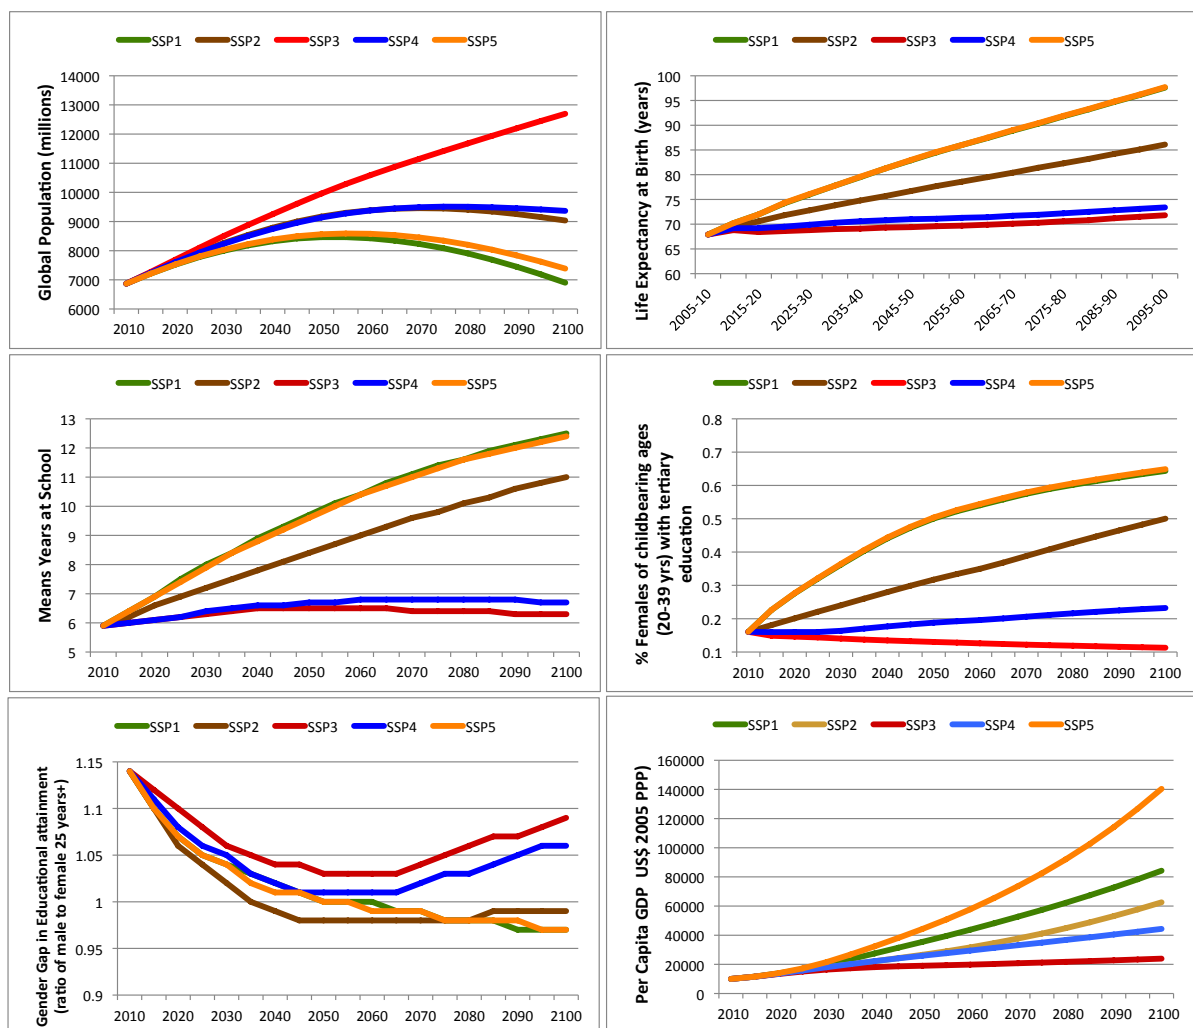 SSP1 SSP2 SSP3 SSP4 SSP5
Global Population (millions)
14000
13000
12000
11000
10000
9000
8000
7000
6000
2010 2020 2030 2040 2050 2060 2070 2080 2090 2100
SSP1 SSP2 SSP3 SSP4 SSP5
Life Expectancy at Birth (years)
100
95
90
85
80
75
70
65
60
2005-10 2015-20 2025-30 2035-40 2045-50 2055-60 2065-70 2075-80 2085-90 2095-00
SSP1 SSP2 SSP3 SSP4 SSP5
Means Years at School
13
12
11
10
9
8
7
6
5
2010 2020 2030 2040 2050 2060 2070 2080 2090 2100
SSP1 SSP2 SSP3 SSP4 SSP5
% Females of childbearing ages
(20-39 yrs) with tertiary
education
0.8
0.7
0.6
0.5
0.4
0.3
0.2
0.1
2010 2020 2030 2040 2050 2060 2070 2080 2090 2100
SSP1 SSP2 SSP3 SSP4 SSP5
Gender Gap in Educational attainment
(ratio of male to female 25 years+)
1.15
1.1
1.05
1
0.95
0.9
2010 2020 2030 2040 2050 2060 2070 2080 2090 2100
SSP1 SSP2 SSP3 SSP4 SSP5
Per Capita GDP US$ 2005 PPP)
160000
140000
120000
100000
80000
60000
40000
20000
0
2010 2020 2030 2040 2050 2060 2070 2080 2090 2100